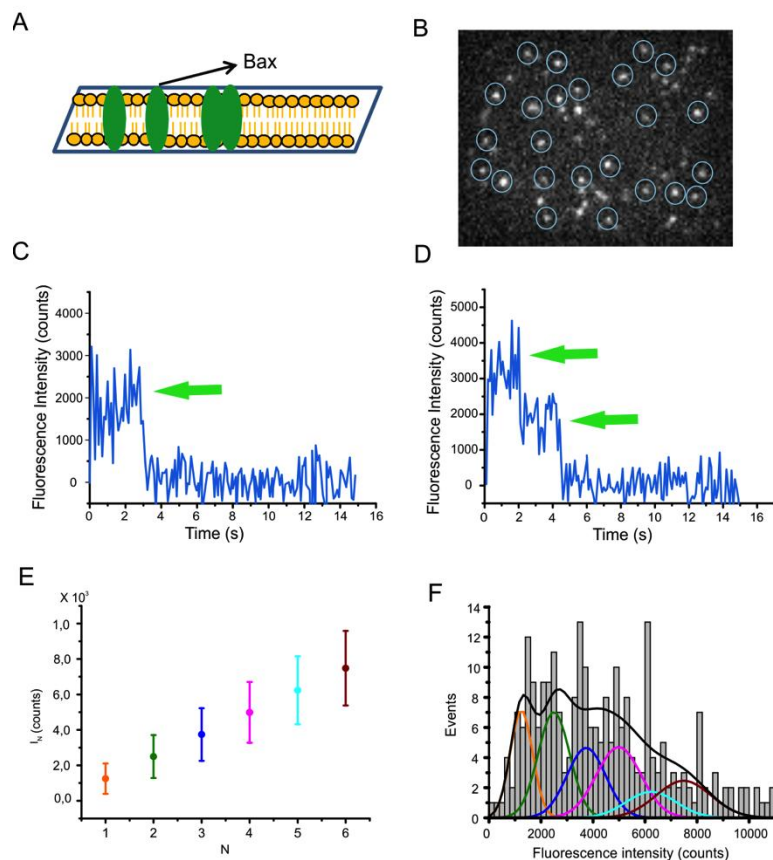 A
Bax
B
C
Fluorescence Intensity (counts)
4000
3000
2000
1000
0
0 2 4 6 8 10 12 14 16
Time (s)
D
Fluorescence Intensity (counts)
5000
4000
3000
2000
1000
0
0 2 4 6 8 10 12 14 16
Time (s)
E
X 10³
I_N (counts)
1,0
8,0
6,0
4,0
2,0
0,0
1 2 3 4 5 6
N
F
Events
14
12
10
8
6
4
2
0
0 2000 4000 6000 8000 10000
Fluorescence intensity (counts)